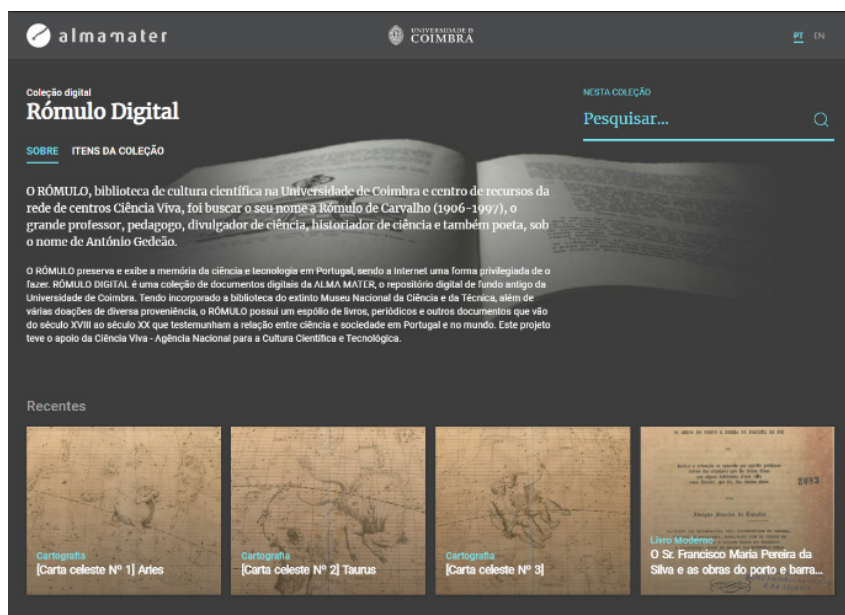 almamater
UNIVERSIDADE D
COIMBRA
PT EN
Coleção digital
Rómulo Digital
NESTA COLEÇÃO
Pesquisar...
SOBRE ITENS DA COLEÇÃO
O RÓMULO, biblioteca de cultura científica na Universidade de Coimbra e centro de recursos da
rede de centros Ciência Viva, foi buscar o seu nome a Rómulo de Carvalho (1906-1997), o
grande professor, pedagogo, divulgador de ciência, historiador de ciência e também poeta, sob
o nome de António Gedeão.
O RÓMULO preserva e exibe a memória da ciência e tecnologia em Portugal, sendo a Internet uma forma privilegiada de o
fazer. RÓMULO DIGITAL é uma coleção de documentos digitais da ALMA MATER, o repositório digital de fundo antigo da
Universidade de Coimbra. Tendo incorporado a biblioteca do extinto Museu Nacional da Ciência e da Técnica, além de
várias doações de diversa proveniência, o RÓMULO possui um espólio de livros, periódicos e outros documentos que vão
do século XVIII ao século XX que testemunham a relação entre ciência e sociedade em Portugal e no mundo. Este projeto
teve o apoio da Ciência Viva - Agência Nacional para a Cultura Científica e Tecnológica.
Recentes
Cartografia
[Carta celeste Nº 1] Aries
Cartografia
[Carta celeste Nº 2] Taurus
Cartografia
[Carta celeste Nº 3]
Livro Moderno
O Sr. Francisco Maria Pereira da
Silva e as obras do porto e barra...